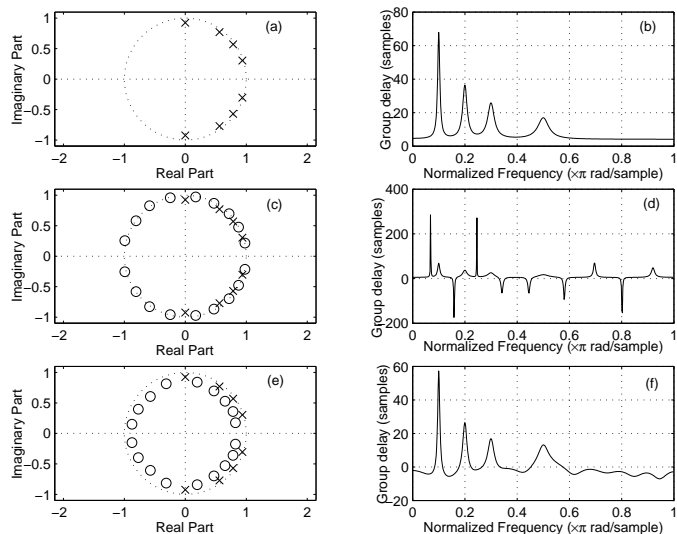 (a)
Imaginary Part
1
0.5
0
−0.5
−1
−2 −1 0 1 2
Real Part
(b)
Group delay (samples)
80
60
40
20
0
0 0.2 0.4 0.6 0.8 1
Normalized Frequency (×π rad/sample)
(c)
Imaginary Part
1
0.5
0
−0.5
−1
−2 −1 0 1 2
Real Part
(d)
Group delay (samples)
400
200
0
−200
0 0.2 0.4 0.6 0.8 1
Normalized Frequency (×π rad/sample)
(e)
Imaginary Part
1
0.5
0
−0.5
−1
−2 −1 0 1 2
Real Part
(f)
Group delay (samples)
60
40
20
0
−20
0 0.2 0.4 0.6 0.8 1
Normalized Frequency (×π rad/sample)